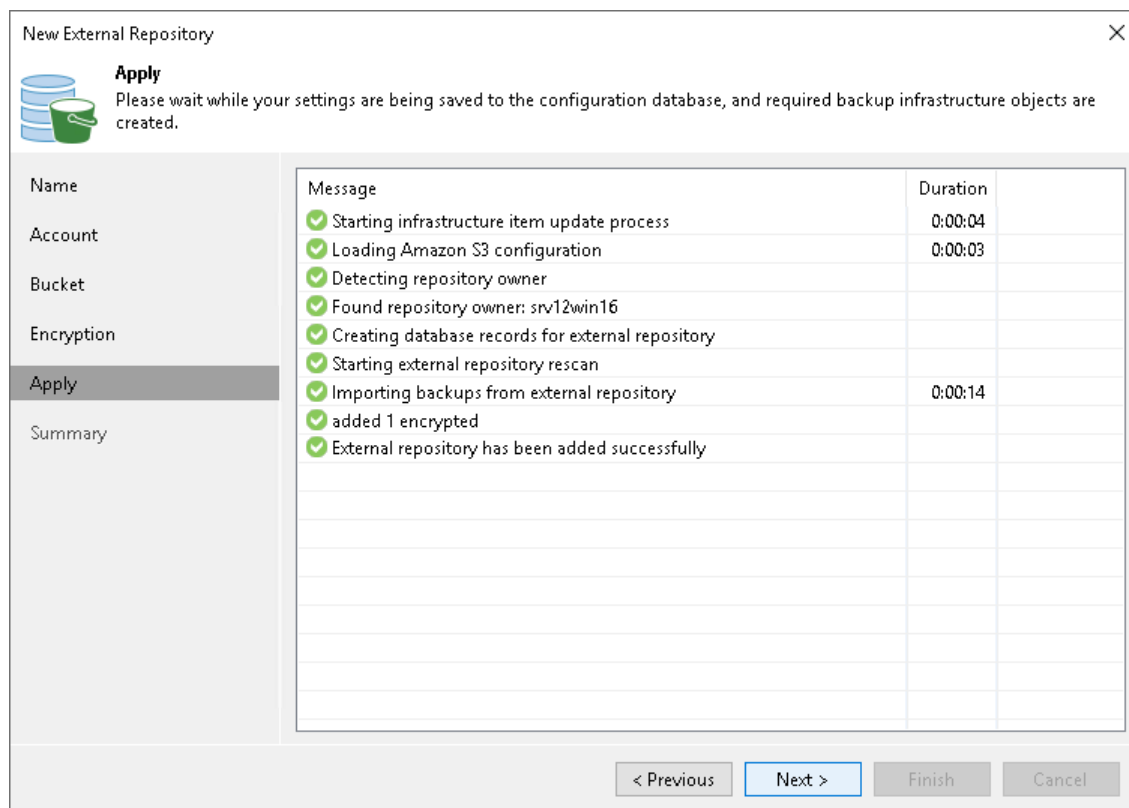 New External Repository
Apply
Please wait while your settings are being saved to the configuration database, and required backup infrastructure objects are
created.
Name
Account
Bucket
Encryption
Apply
Summary
Message Duration
Starting infrastructure item update process 0:00:04
Loading Amazon S3 configuration 0:00:03
Detecting repository owner
Found repository owner: srv12win16
Creating database records for external repository
Starting external repository rescan
Importing backups from external repository 0:00:14
added 1 encrypted
External repository has been added successfully
< Previous Next > Finish Cancel